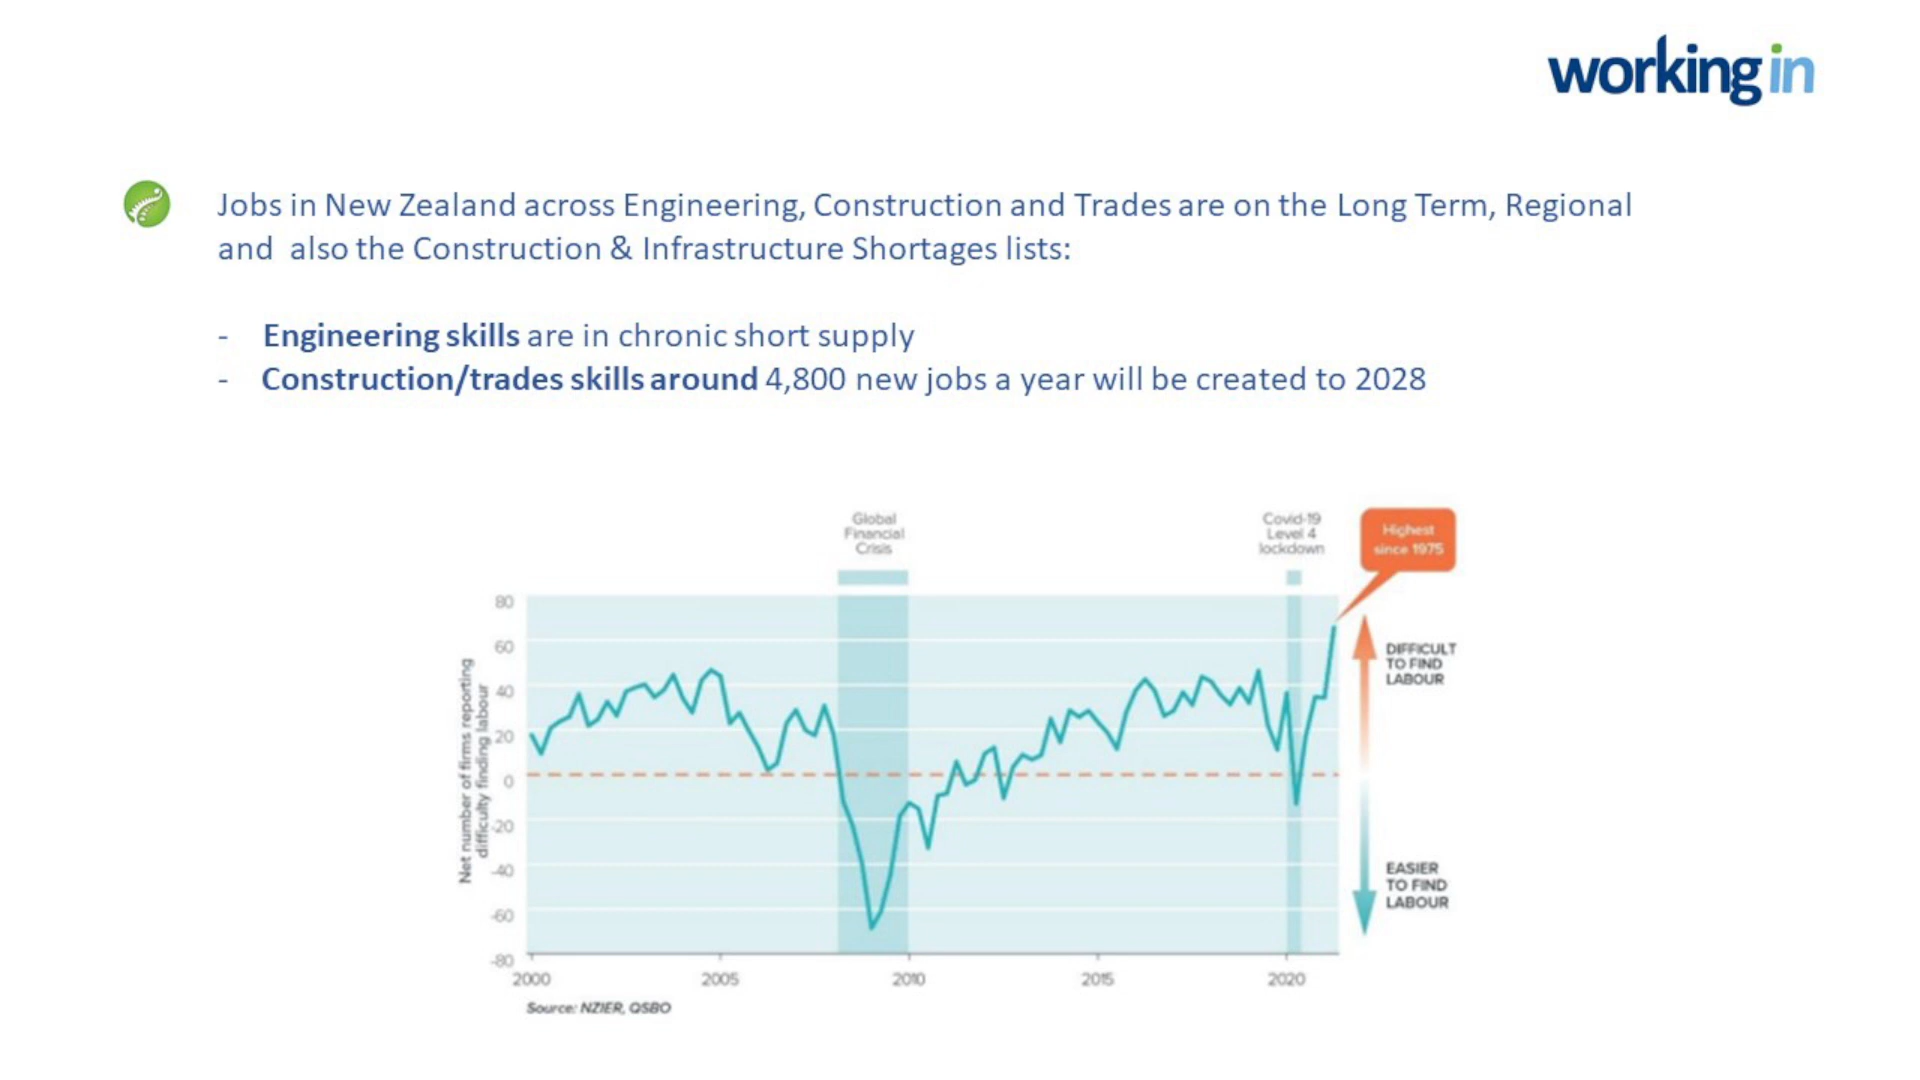 workingin
Jobs in New Zealand across Engineering, Construction and Trades are on the Long Term, Regional
and also the Construction & Infrastructure Shortages lists:
- Engineering skills are in chronic short supply
- Construction/trades skills around 4,800 new jobs a year will be created to 2028
Global
Financial
Crisis
Covid-19
Level 4
lockdown
Highest
since 1975
80
60
40
20
0
-20
-40
-60
-80
Net number of firms reporting
difficulty finding labour
DIFFICULT
TO FIND
LABOUR
EASIER
TO FIND
LABOUR
2000 2005 2010 2015 2020
Source: NZIER, QSBO